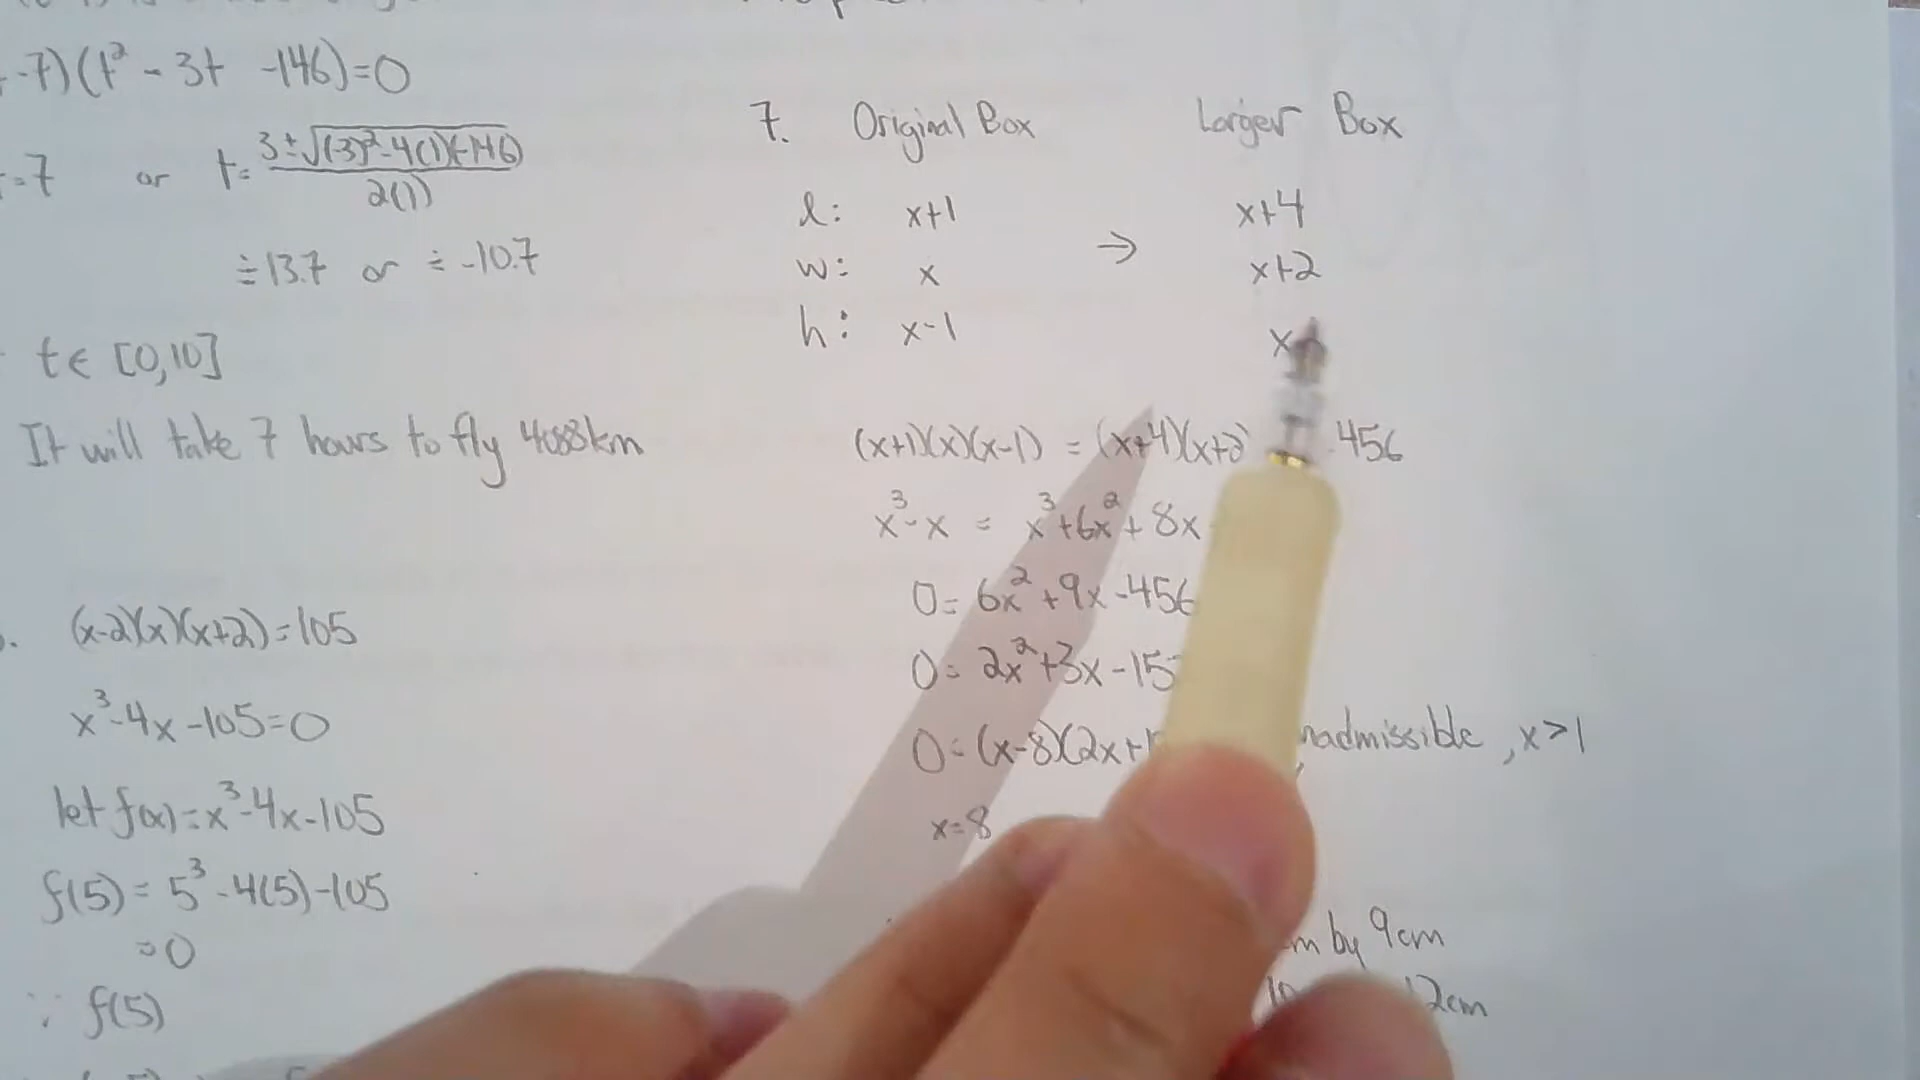 -7)(t² - 3t -146)=0
=7 or t= 3±√(-3)²-4(1)(-146)
2(1)
≐13.7 or ≐ -10.7
t∈ [0,10]
It will take 7 hours to fly 4088km
(x-2)(x)(x+2)=105
x³-4x-105=0
let f(x)=x³-4x-105
f(5)= 5³-4(5)-105
=0
∵ f(5)
7. Original Box Larger Box
l: x+1 → x+4
w: x x+2
h: x-1 x
(x+1)(x)(x-1) = (x+4)(x+2) 456
x³-x = x³+6x²+8x
0= 6x²+9x-456
0= 2x²+3x-15
0= (x-8)(2x+1 nadmissible, x>1
x=8
m by 9cm
10 12cm